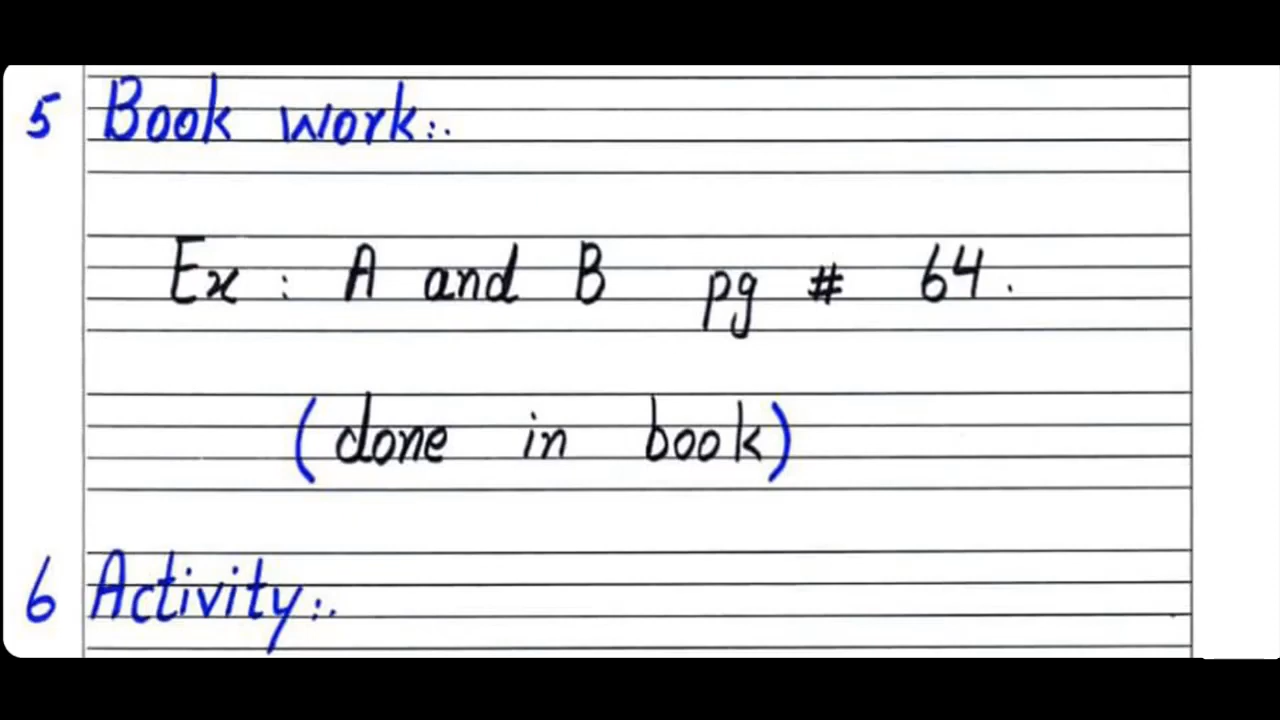 5 Book work:.
Ex : A and B pg # 64.
(done in book)
6 Activity:.